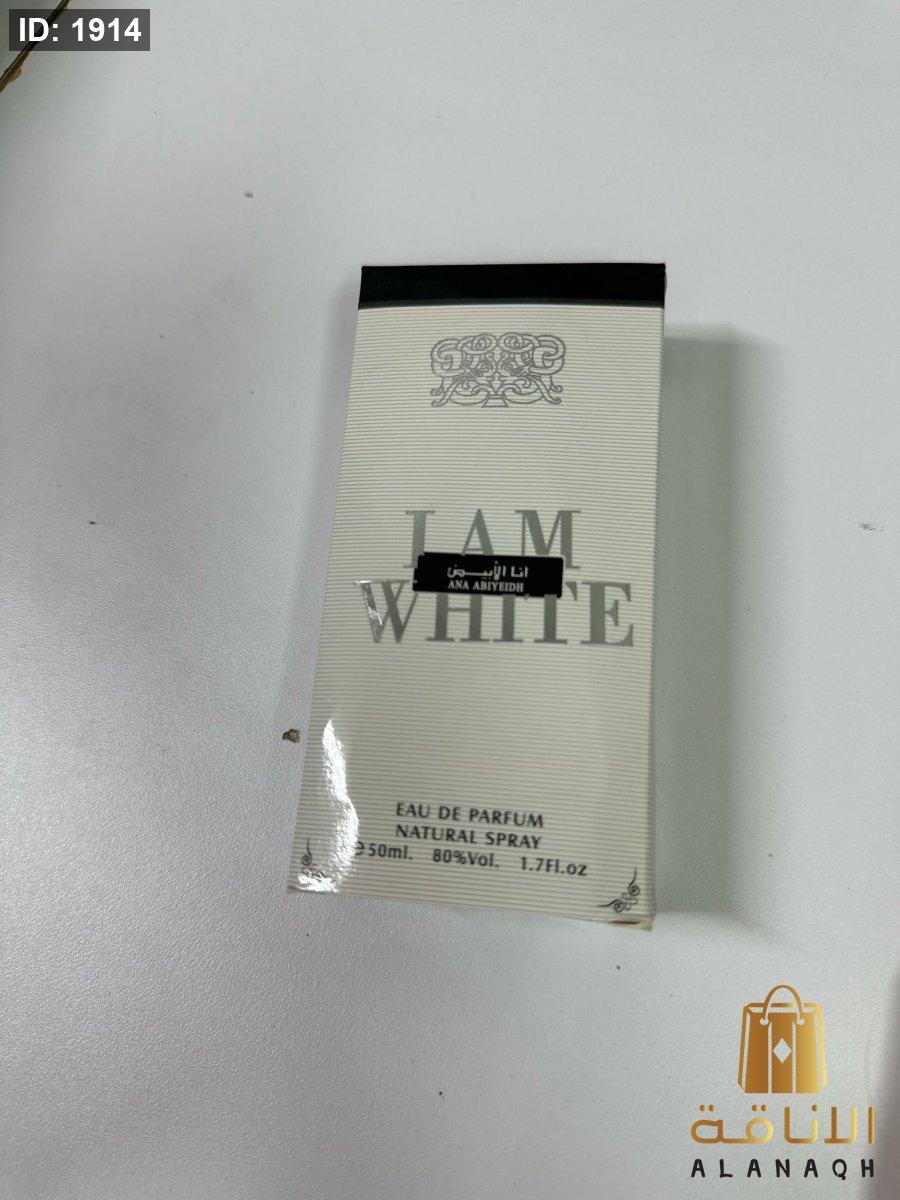 ID: 1914
I AM
انا الأبيــض
ANA ABIYEIDH
WHITE
EAU DE PARFUM
NATURAL SPRAY
℮50ml. 80%Vol. 1.7Fl.oz
الاناقة
ALANAQH